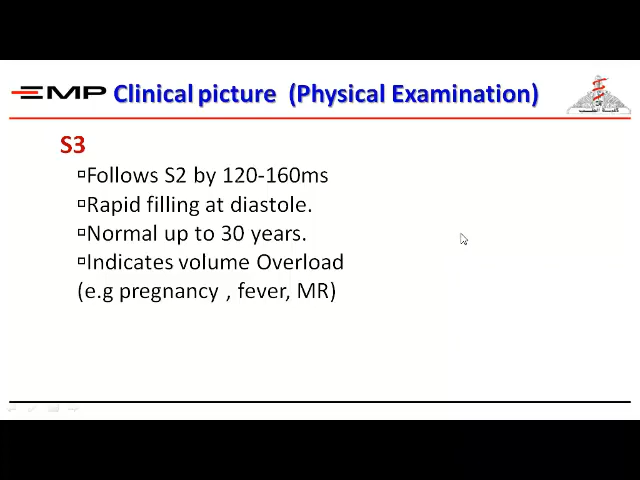 EMP Clinical picture (Physical Examination)
S3
Follows S2 by 120-160ms
Rapid filling at diastole.
Normal up to 30 years.
Indicates volume Overload
(e.g pregnancy , fever, MR)